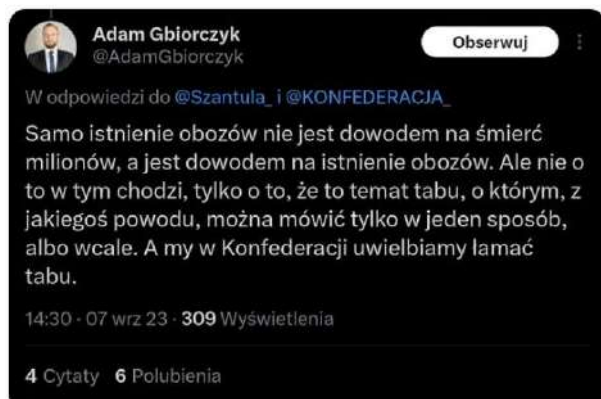 Adam Gbiorczyk
@AdamGbiorczyk
Obserwuj
W odpowiedzi do @Szantula_ i @KONFEDERACJA_
Samo istnienie obozów nie jest dowodem na śmierć
milionów, a jest dowodem na istnienie obozów. Ale nie o
to w tym chodzi, tylko o to, że to temat tabu, o którym, z
jakiegoś powodu, można mówić tylko w jeden sposób,
albo wcale. A my w Konfederacji uwielbiamy łamać
tabu.
14:30 · 07 wrz 23 · 309 Wyświetlenia
4 Cytaty 6 Polubienia